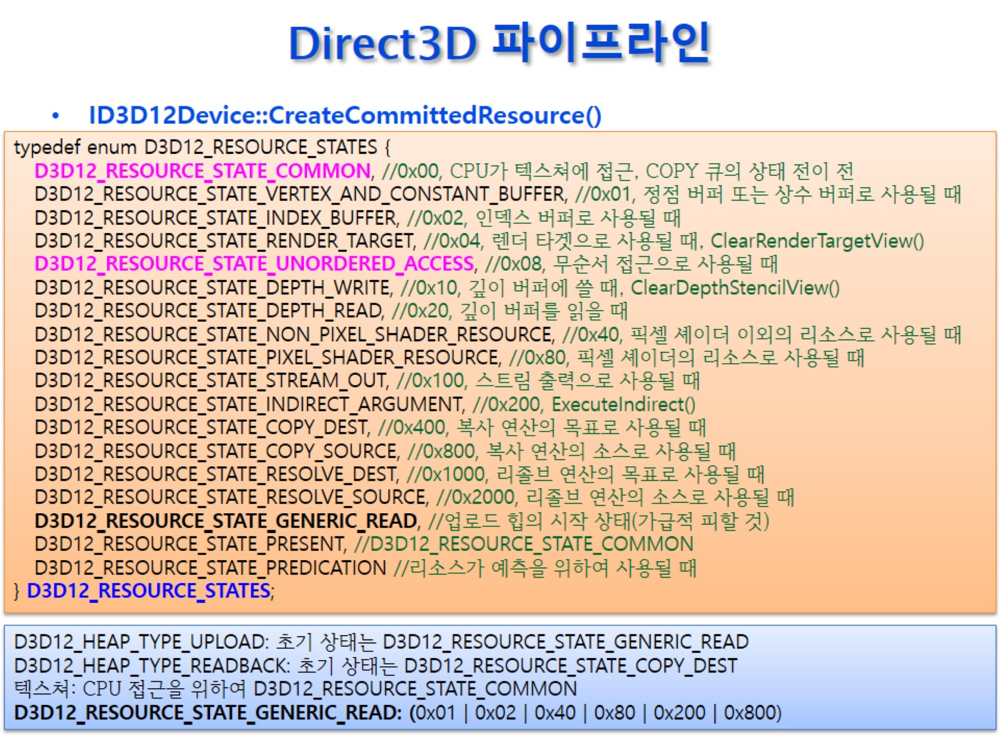 Direct3D 파이프라인
• ID3D12Device::CreateCommittedResource()
typedef enum D3D12_RESOURCE_STATES {
D3D12_RESOURCE_STATE_COMMON, //0x00, CPU가 텍스쳐에 접근, COPY 큐의 상태 전이 전
D3D12_RESOURCE_STATE_VERTEX_AND_CONSTANT_BUFFER, //0x01, 정점 버퍼 또는 상수 버퍼로 사용될 때
D3D12_RESOURCE_STATE_INDEX_BUFFER, //0x02, 인덱스 버퍼로 사용될 때
D3D12_RESOURCE_STATE_RENDER_TARGET, //0x04, 렌더 타겟으로 사용될 때, ClearRenderTargetView()
D3D12_RESOURCE_STATE_UNORDERED_ACCESS, //0x08, 무순서 접근으로 사용될 때
D3D12_RESOURCE_STATE_DEPTH_WRITE, //0x10, 깊이 버퍼에 쓸 때, ClearDepthStencilView()
D3D12_RESOURCE_STATE_DEPTH_READ, //0x20, 깊이 버퍼를 읽을 때
D3D12_RESOURCE_STATE_NON_PIXEL_SHADER_RESOURCE, //0x40, 픽셀 셰이더 이외의 리소스로 사용될 때
D3D12_RESOURCE_STATE_PIXEL_SHADER_RESOURCE, //0x80, 픽셀 셰이더의 리소스로 사용될 때
D3D12_RESOURCE_STATE_STREAM_OUT, //0x100, 스트림 출력으로 사용될 때
D3D12_RESOURCE_STATE_INDIRECT_ARGUMENT, //0x200, ExecuteIndirect()
D3D12_RESOURCE_STATE_COPY_DEST, //0x400, 복사 연산의 목표로 사용될 때
D3D12_RESOURCE_STATE_COPY_SOURCE, //0x800, 복사 연산의 소스로 사용될 때
D3D12_RESOURCE_STATE_RESOLVE_DEST, //0x1000, 리졸브 연산의 목표로 사용될 때
D3D12_RESOURCE_STATE_RESOLVE_SOURCE, //0x2000, 리졸브 연산의 소스로 사용될 때
D3D12_RESOURCE_STATE_GENERIC_READ, //업로드 힙의 시작 상태(가급적 피할 것)
D3D12_RESOURCE_STATE_PRESENT, //D3D12_RESOURCE_STATE_COMMON
D3D12_RESOURCE_STATE_PREDICATION //리소스가 예측을 위하여 사용될 때
} D3D12_RESOURCE_STATES;
D3D12_HEAP_TYPE_UPLOAD: 초기 상태는 D3D12_RESOURCE_STATE_GENERIC_READ
D3D12_HEAP_TYPE_READBACK: 초기 상태는 D3D12_RESOURCE_STATE_COPY_DEST
텍스쳐: CPU 접근을 위하여 D3D12_RESOURCE_STATE_COMMON
D3D12_RESOURCE_STATE_GENERIC_READ: (0x01 | 0x02 | 0x40 | 0x80 | 0x200 | 0x800)